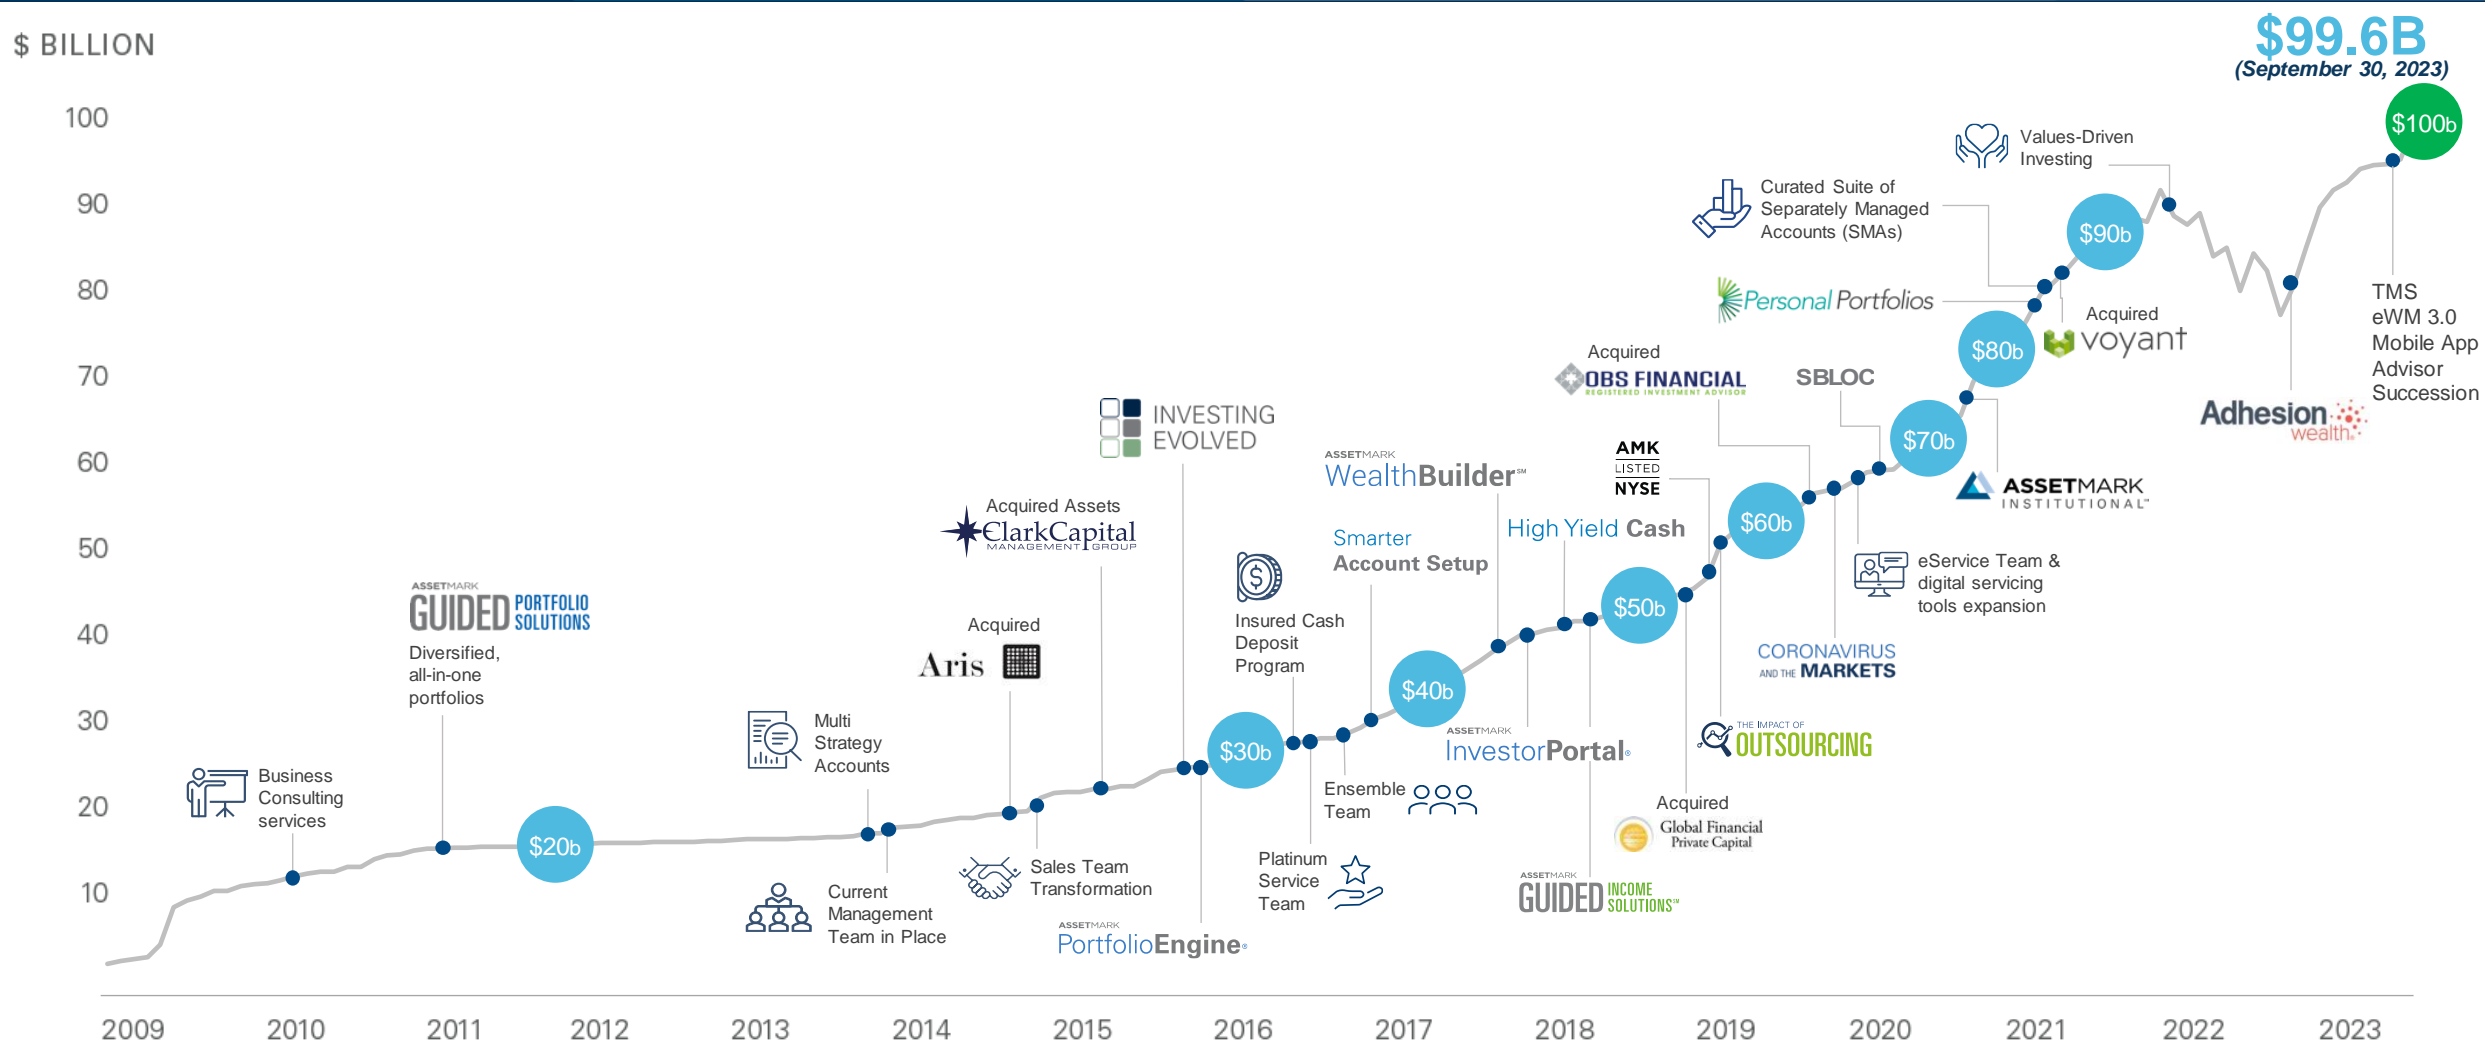 $ BILLION
$99.6B
(September 30, 2023)
100
90
80
70
60
50
40
30
20
10
Business
Consulting
services
ASSETMARK
GUIDED PORTFOLIO
SOLUTIONS
Diversified,
all-in-one
portfolios
$20b
Multi
Strategy
Accounts
Current
Management
Team in Place
Acquired
Aris
Sales Team
Transformation
Acquired Assets
ClarkCapital
MANAGEMENT GROUP
INVESTING
EVOLVED
ASSETMARK
PortfolioEngine®
$30b
Insured Cash
Deposit
Program
Platinum
Service
Team
Ensemble
Team
Smarter
Account Setup
$40b
ASSETMARK
WealthBuilder℠
ASSETMARK
InvestorPortal®
High Yield Cash
ASSETMARK
GUIDED INCOME
SOLUTIONS℠
$50b
Acquired
Global Financial
Private Capital
AMK
LISTED
NYSE
THE IMPACT OF
OUTSOURCING
$60b
Acquired
OBS FINANCIAL
REGISTERED INVESTMENT ADVISOR
CORONAVIRUS
AND THE MARKETS
eService Team &
digital servicing
tools expansion
SBLOC
$70b
ASSETMARK
INSTITUTIONAL™
$80b
Personal Portfolios
Curated Suite of
Separately Managed
Accounts (SMAs)
Acquired
voyant
$90b
Values-Driven
Investing
Adhesion
wealth®
TMS
eWM 3.0
Mobile App
Advisor
Succession
$100b
2009
2010
2011
2012
2013
2014
2015
2016
2017
2018
2019
2020
2021
2022
2023